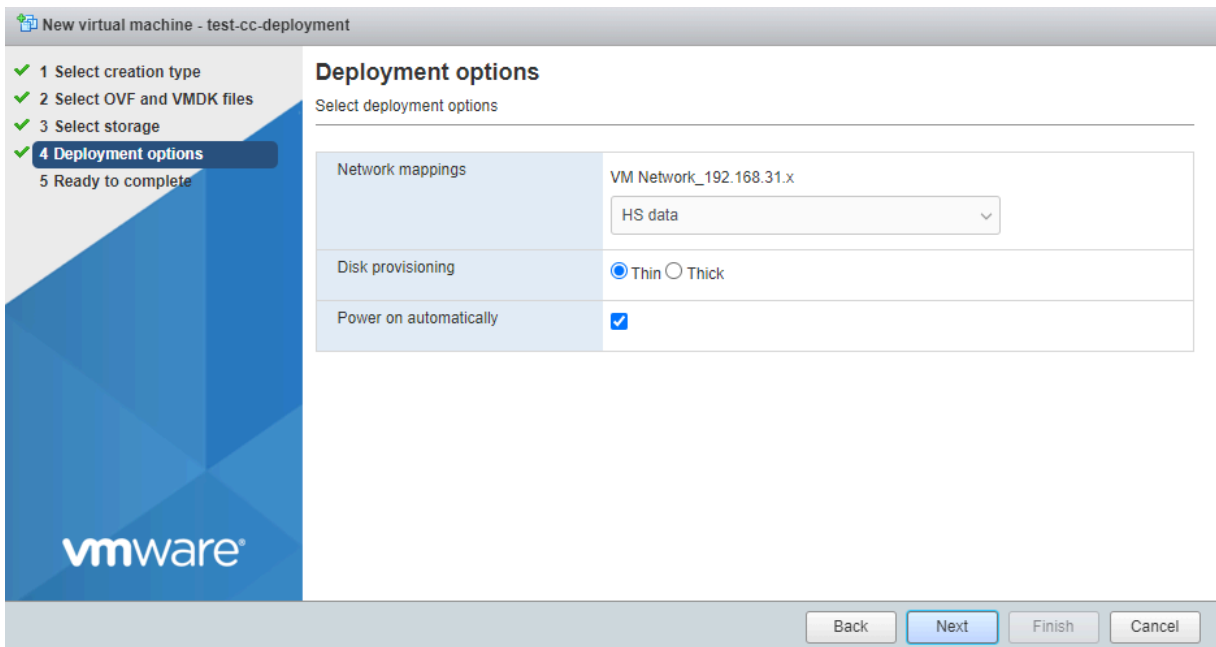 New virtual machine - test-cc-deployment
1 Select creation type
2 Select OVF and VMDK files
3 Select storage
4 Deployment options
5 Ready to complete
vmware®
Deployment options
Select deployment options
Network mappings
VM Network_192.168.31.x
HS data
Disk provisioning
Thin Thick
Power on automatically
Back Next Finish Cancel